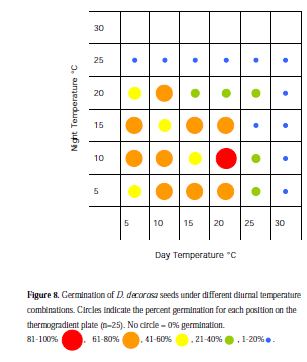 30
25
20
15
10
5
Night Temperature °C
5 10 15 20 25 30
Day Temperature °C
Figure 8. Germination of D. decorosa seeds under different diurnal temperature
combinations. Circles indicate the percent germination for each position on the
thermogradient plate (n=25). No circle = 0% germination.
81-100% , 61-80% , 41-60% , 21-40% , 1-20% .